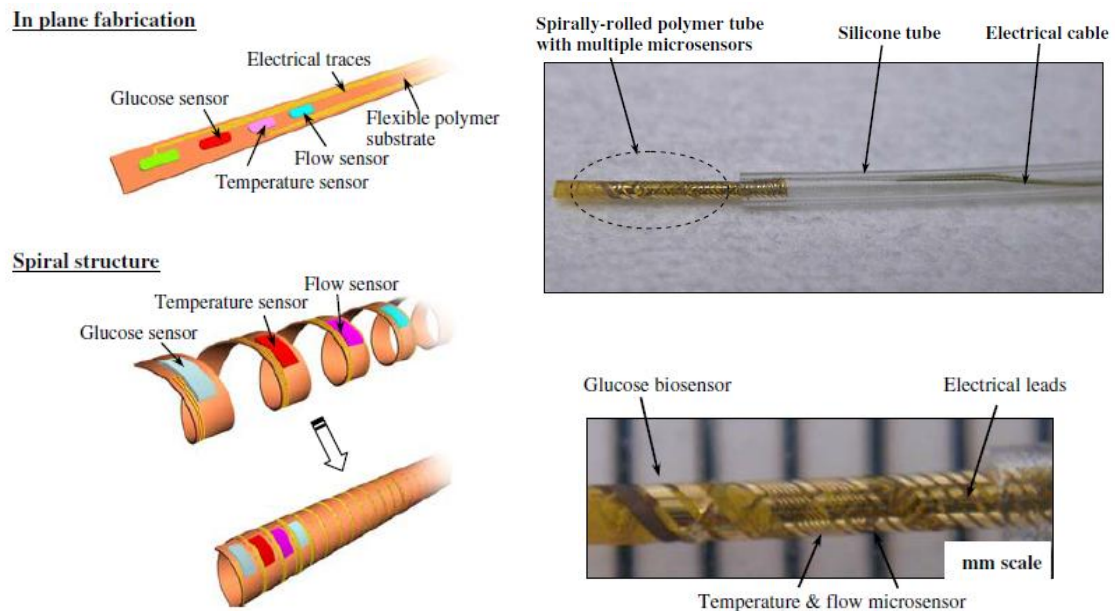 In plane fabrication
Electrical traces
Glucose sensor
Flexible polymer
substrate
Flow sensor
Temperature sensor
Spiral structure
Flow sensor
Temperature sensor
Glucose sensor
Spirally-rolled polymer tube
with multiple microsensors
Silicone tube
Electrical cable
Glucose biosensor
Electrical leads
mm scale
Temperature & flow microsensor